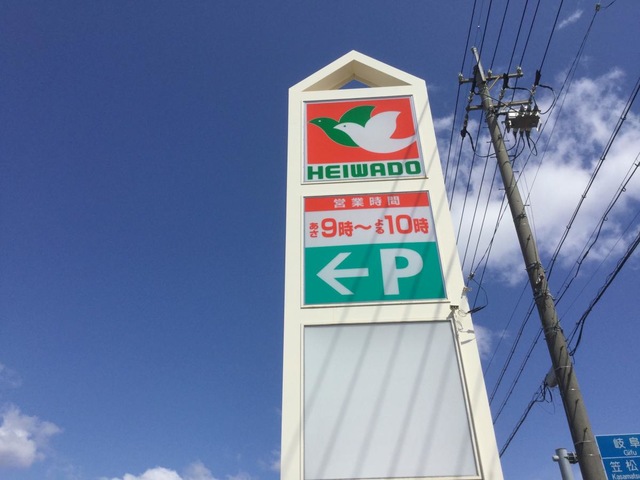 HEIWADO
営業時間
あさ9時～よる10時
←P
岐阜
Gifu
笠松
Kasamatsu